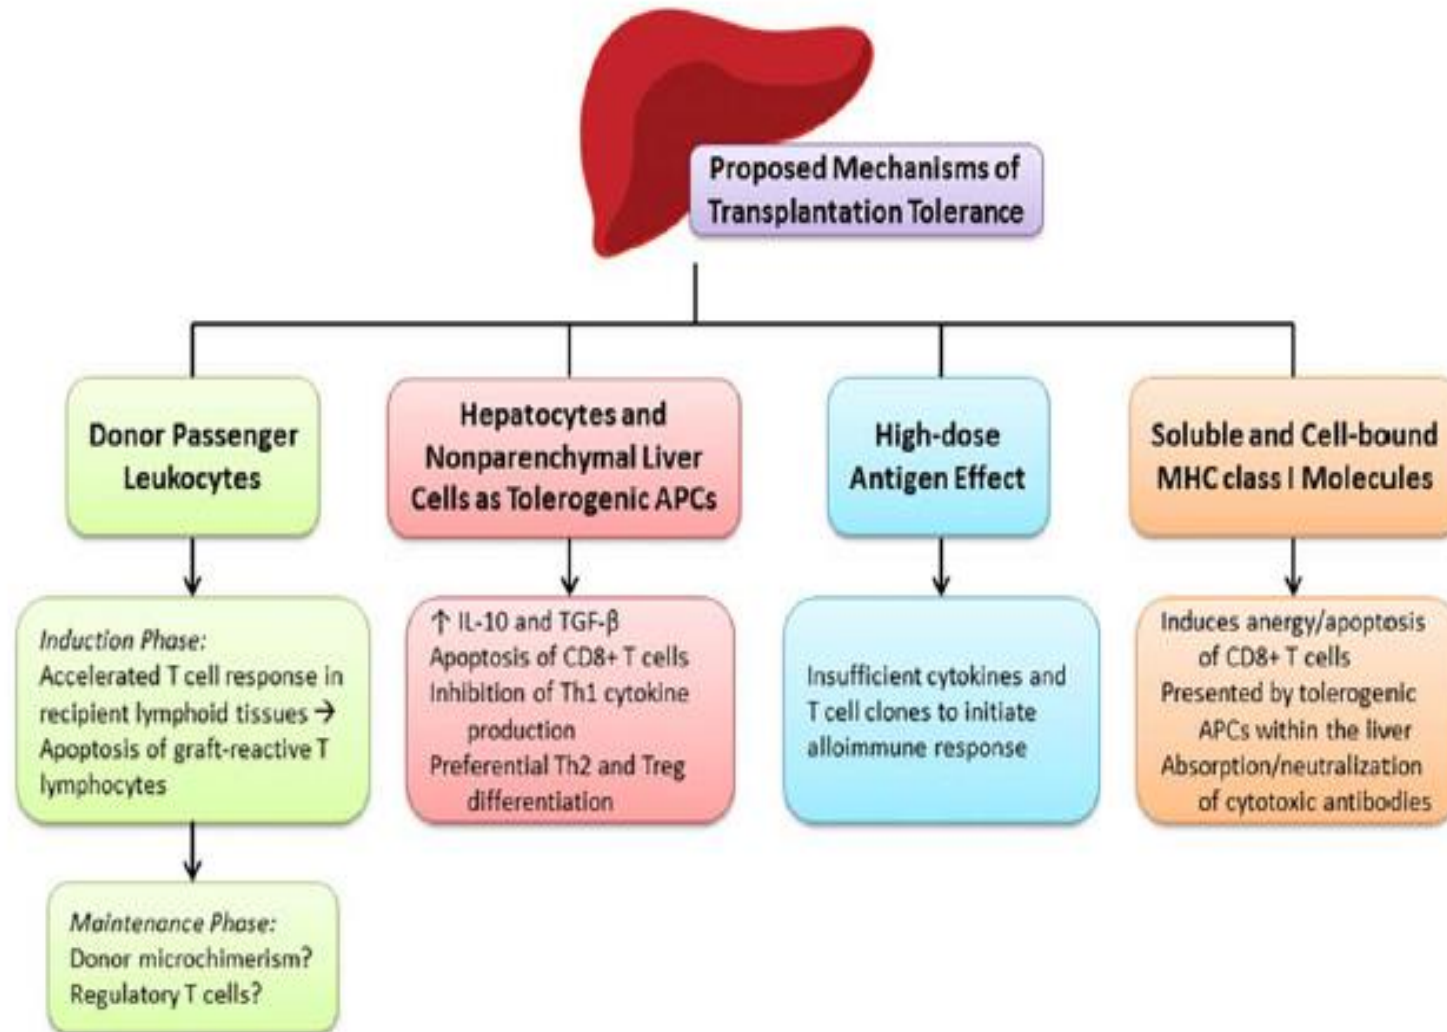 Proposed Mechanisms of
Transplantation Tolerance
Donor Passenger
Leukocytes
Hepatocytes and
Nonparenchymal Liver
Cells as Tolerogenic APCs
High-dose
Antigen Effect
Soluble and Cell-bound
MHC class I Molecules
Induction Phase:
Accelerated T cell response in
recipient lymphoid tissues →
Apoptosis of graft-reactive T
lymphocytes
↑ IL-10 and TGF-β
Apoptosis of CD8+ T cells
Inhibition of Th1 cytokine
production
Preferential Th2 and Treg
differentiation
Insufficient cytokines and
T cell clones to initiate
alloimmune response
Induces anergy/apoptosis
of CD8+ T cells
Presented by tolerogenic
APCs within the liver
Absorption/neutralization
of cytotoxic antibodies
Maintenance Phase:
Donor microchimerism?
Regulatory T cells?